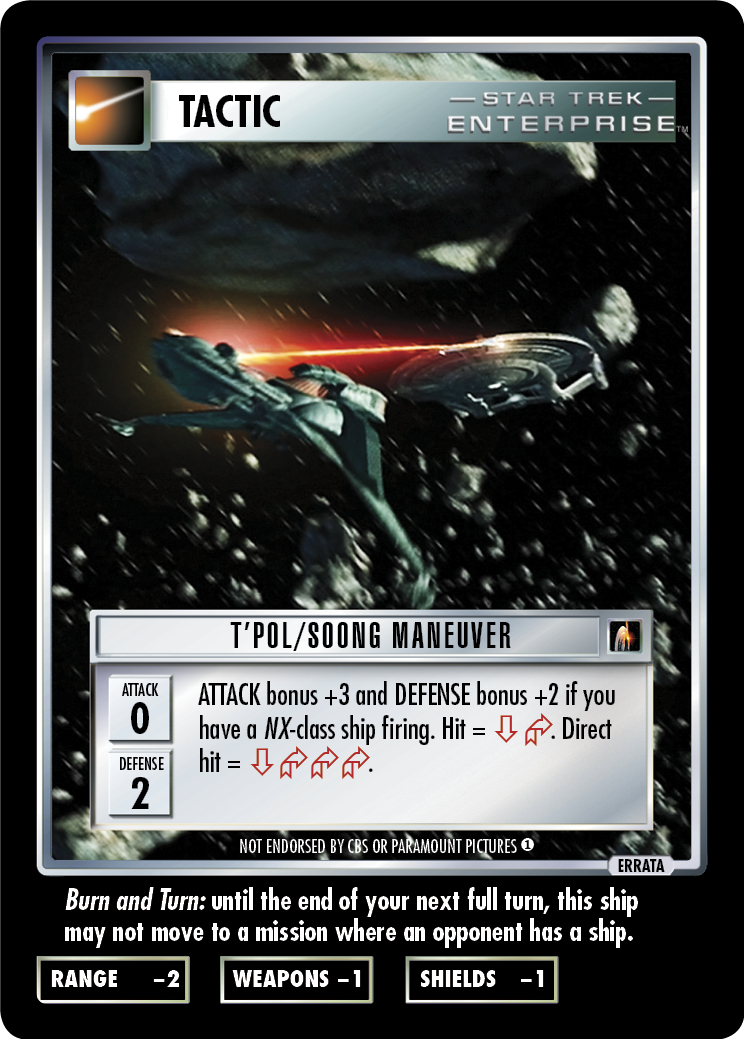 TACTIC
— STAR TREK —
ENTERPRISE™
T'POL/SOONG MANEUVER
ATTACK
0
DEFENSE
2
ATTACK bonus +3 and DEFENSE bonus +2 if you
have a NX-class ship firing. Hit = ⇩ ↱. Direct
hit = ⇩ ↱ ↱ ↱.
NOT ENDORSED BY CBS OR PARAMOUNT PICTURES ❶
ERRATA
Burn and Turn: until the end of your next full turn, this ship
may not move to a mission where an opponent has a ship.
RANGE –2 WEAPONS –1 SHIELDS –1